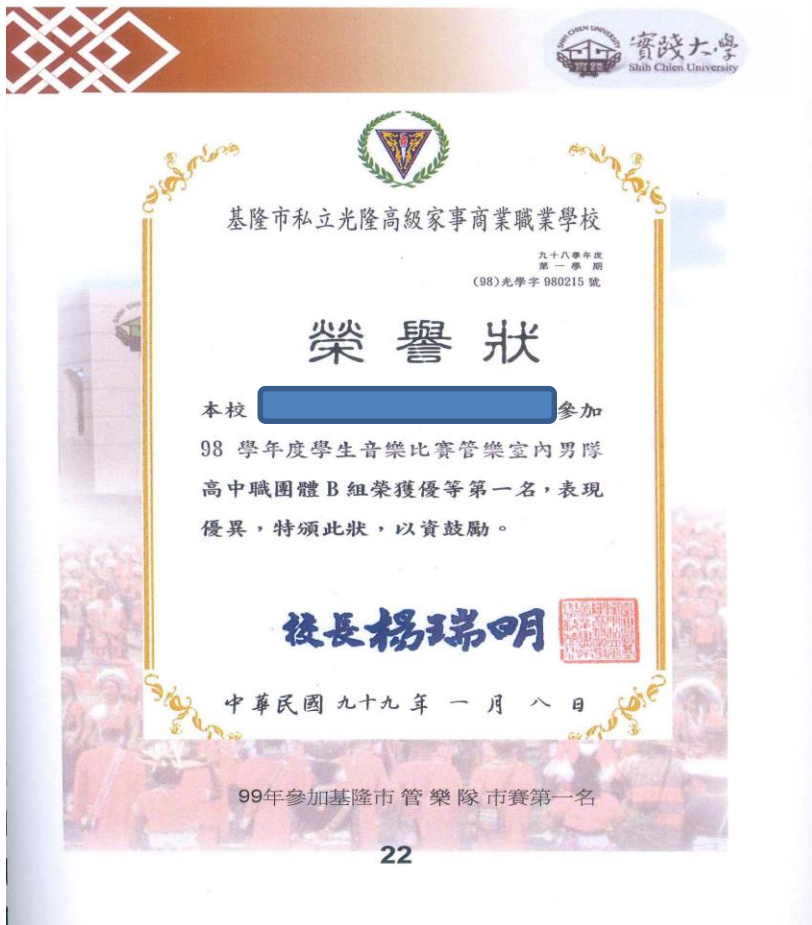 SHIH CHIEN UNIVERSITY
實踐
實踐大學
Shih Chien University
基隆市私立光隆高級家事商業職業學校
九十八學年度
第一學期
(98)光學字 980215 號
榮譽狀
本校 參加
98 學年度學生音樂比賽管樂室內男隊
高中職團體 B 組榮獲優等第一名，表現
優異，特頒此狀，以資鼓勵。
校長楊瑞明
中華民國 九十九 年 一 月 八 日
99年參加基隆市 管 樂 隊 市賽第一名
22